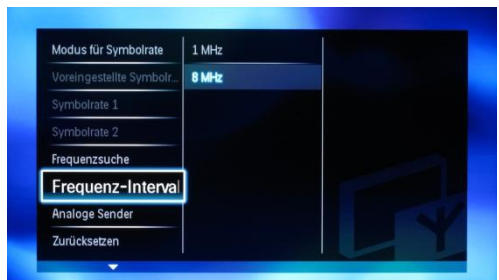 Modus für Symbolrate
1 MHz
Voreingestellte Symbolr...
8 MHz
Symbolrate 1
Symbolrate 2
Frequenzsuche
Frequenz-Interval
Analoge Sender
Zurücksetzen